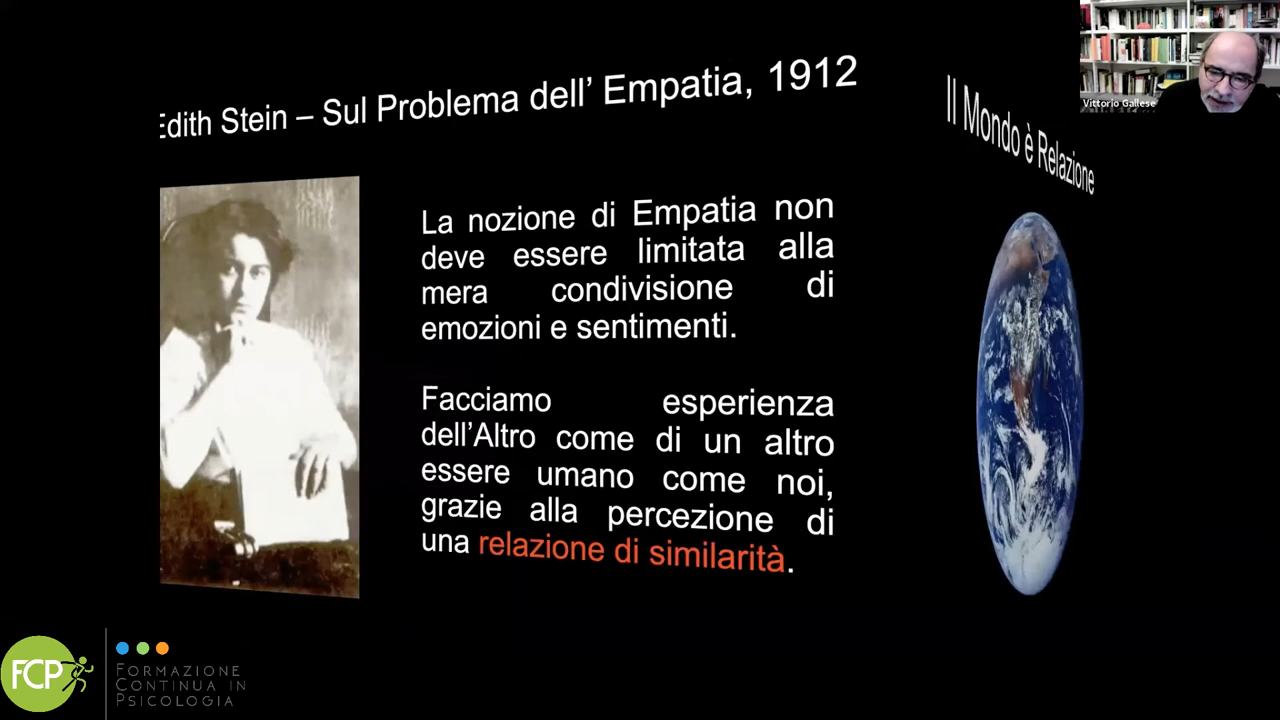 Edith Stein – Sul Problema dell’ Empatia, 1912
Il Mondo è Relazione
Vittorio Gallese
La nozione di Empatia non
deve essere limitata alla
mera condivisione di
emozioni e sentimenti.
Facciamo esperienza
dell’Altro come di un altro
essere umano come noi,
grazie alla percezione di
una relazione di similarità.
FCP
FORMAZIONE
CONTINUA IN
PSICOLOGIA